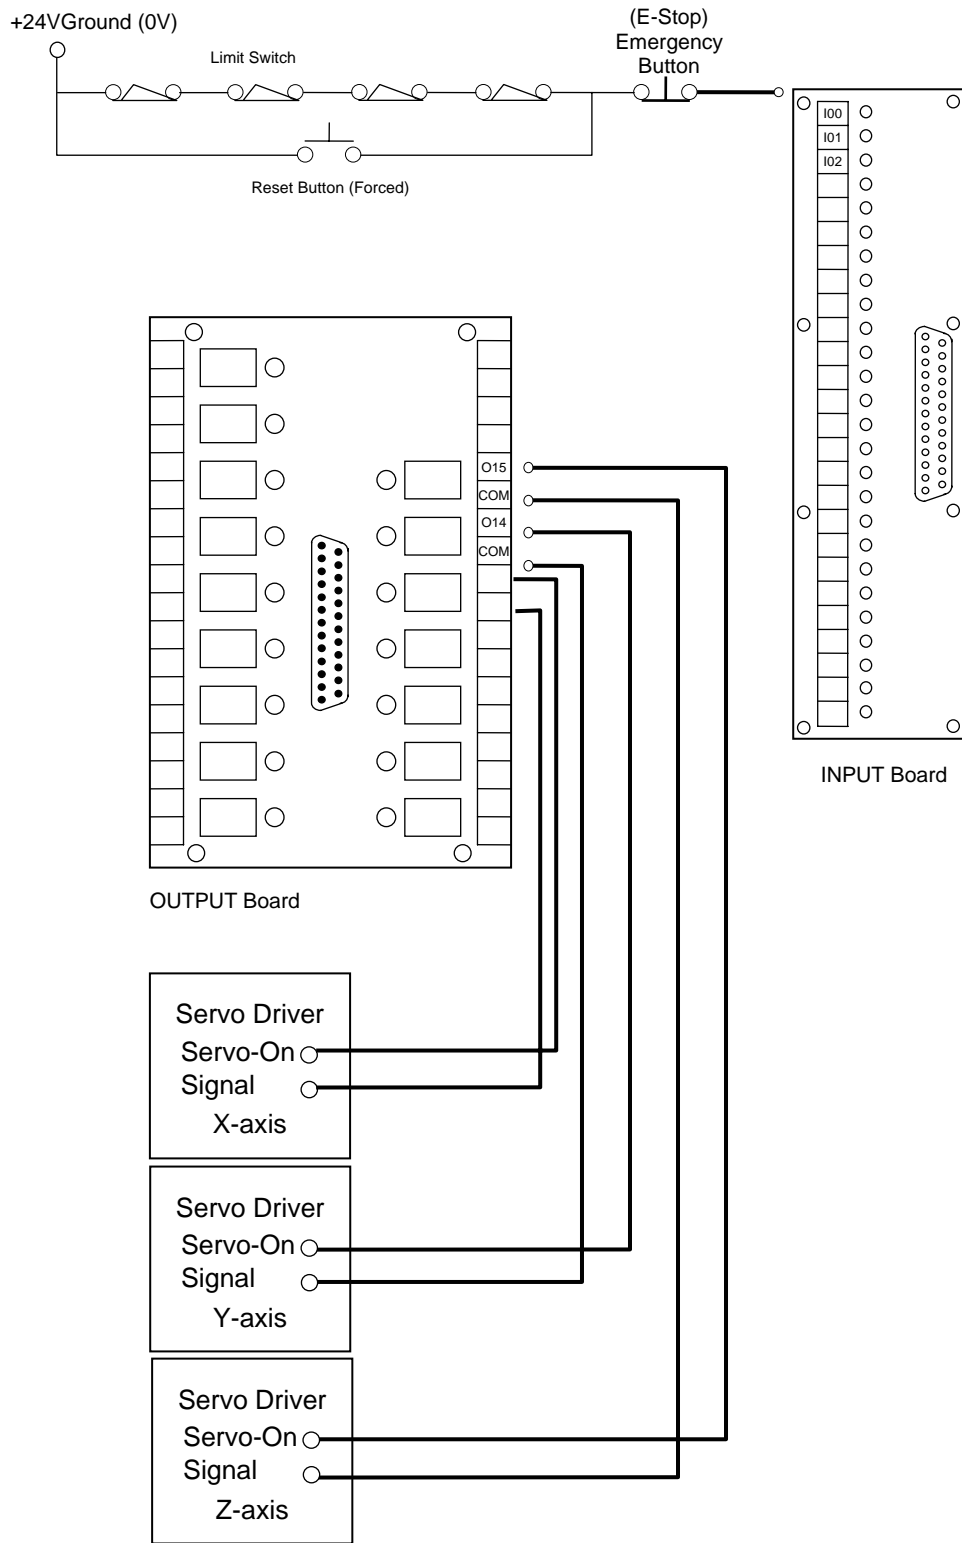 +24VGround (0V)
Limit Switch
(E-Stop)
Emergency
Button
Reset Button (Forced)
I00
I01
I02
INPUT Board
O15
COM
O14
COM
OUTPUT Board
Servo Driver
Servo-On
Signal
X-axis
Servo Driver
Servo-On
Signal
Y-axis
Servo Driver
Servo-On
Signal
Z-axis